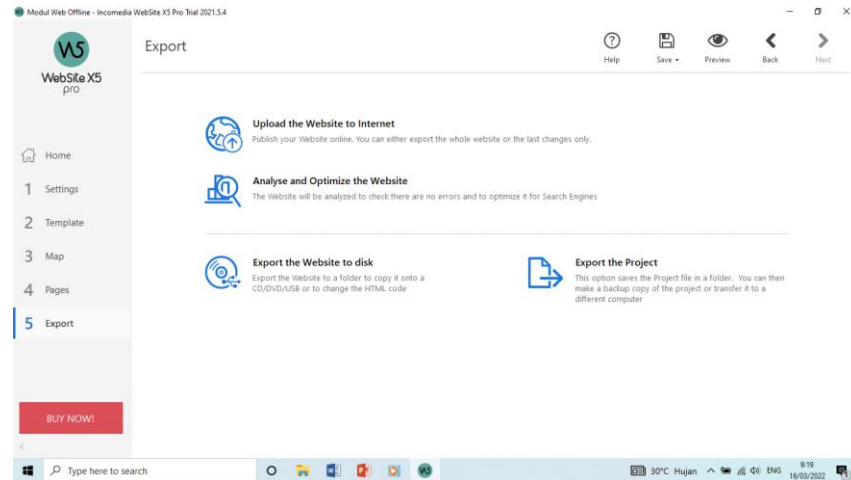 Modul Web Offline - Incomedia WebSite X5 Pro Trial 2021.5.4
W5
WebSite X5
pro
Export
Help
Save
Preview
Back
Next
Home
1 Settings
2 Template
3 Map
4 Pages
5 Export
BUY NOW!
Upload the Website to Internet
Publish your Website online. You can either export the whole website or the last changes only.
Analyse and Optimize the Website
The Website will be analyzed to check there are no errors and to optimize it for Search Engines
Export the Website to disk
Export the Website to a folder to copy it onto a
CD/DVD/USB or to change the HTML code
Export the Project
This option saves the Project file in a folder. You can then
make a backup copy of the project or transfer it to a
different computer
Type here to search
30°C Hujan
ENG
9:19
16/03/2022